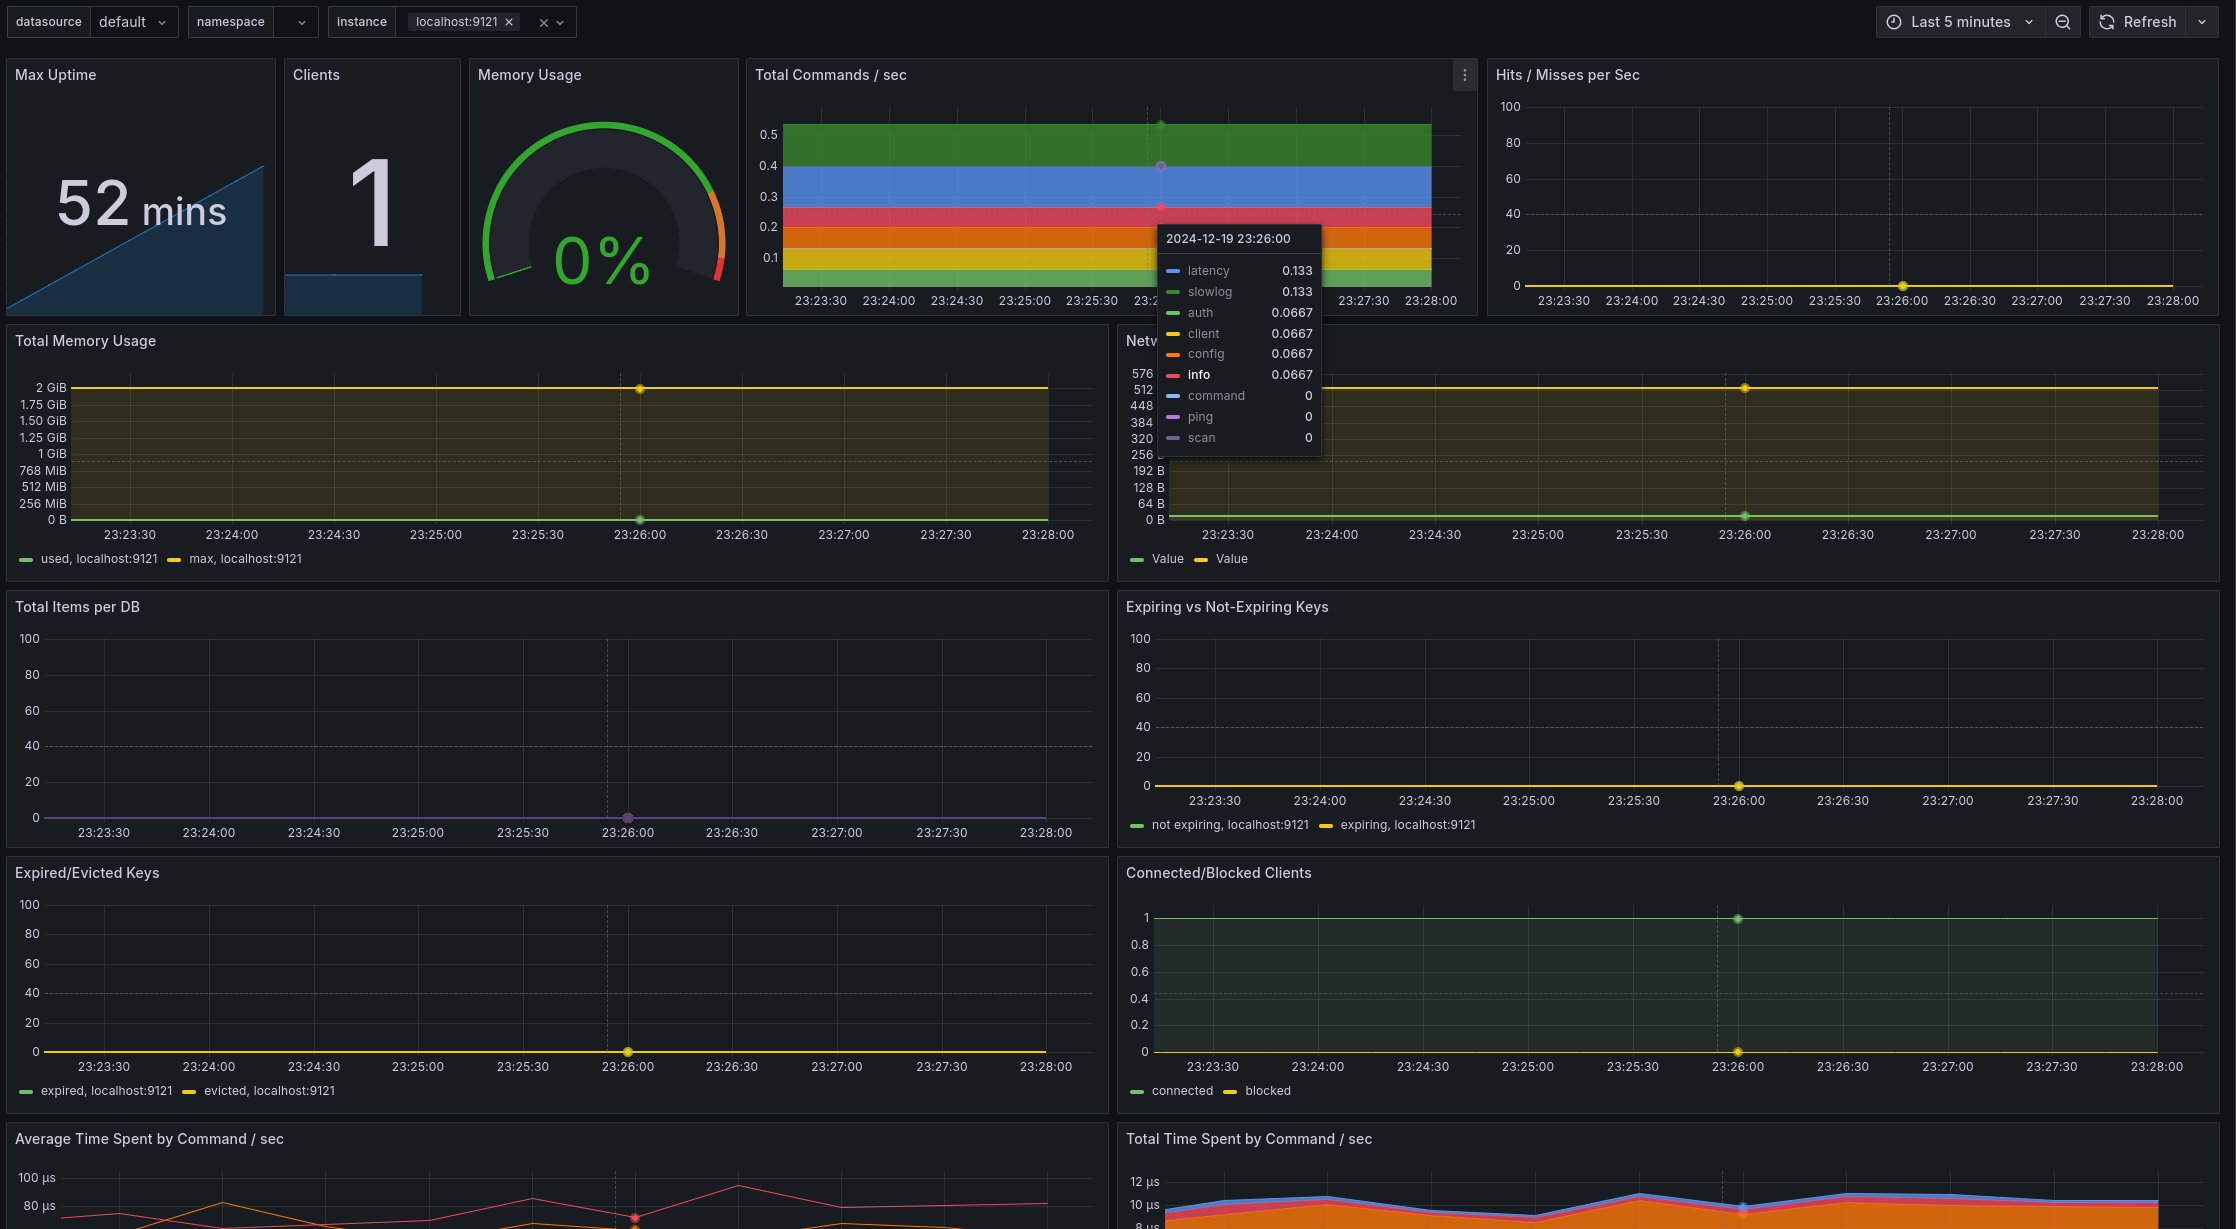 datasource default namespace instance localhost:9121 Last 5 minutes Refresh
Max Uptime
52 mins
Clients
1
Memory Usage
0%
Total Commands / sec
0.5
0.4
0.3
0.2
0.1
23:23:30 23:24:00 23:24:30 23:25:00 23:25:30 23:2 23:27:30 23:28:00
2024-12-19 23:26:00
latency 0.133
slowlog 0.133
auth 0.0667
client 0.0667
config 0.0667
info 0.0667
command 0
ping 0
scan 0
Hits / Misses per Sec
100
80
60
40
20
0
23:23:30 23:24:00 23:24:30 23:25:00 23:25:30 23:26:00 23:26:30 23:27:00 23:27:30 23:28:00
Total Memory Usage
2 GiB
1.75 GiB
1.50 GiB
1.25 GiB
1 GiB
768 MiB
512 MiB
256 MiB
0 B
23:23:30 23:24:00 23:24:30 23:25:00 23:25:30 23:26:00 23:26:30 23:27:00 23:27:30 23:28:00
used, localhost:9121 max, localhost:9121
Netw
576
512
448
384
320
256 B
192 B
128 B
64 B
0 B
23:23:30 23:24:00 23:24:30 23:25:00 23:25:30 23:26:00 23:26:30 23:27:00 23:27:30 23:28:00
Value Value
Total Items per DB
100
80
60
40
20
0
23:23:30 23:24:00 23:24:30 23:25:00 23:25:30 23:26:00 23:26:30 23:27:00 23:27:30 23:28:00
Expiring vs Not-Expiring Keys
100
80
60
40
20
0
23:23:30 23:24:00 23:24:30 23:25:00 23:25:30 23:26:00 23:26:30 23:27:00 23:27:30 23:28:00
not expiring, localhost:9121 expiring, localhost:9121
Expired/Evicted Keys
100
80
60
40
20
0
23:23:30 23:24:00 23:24:30 23:25:00 23:25:30 23:26:00 23:26:30 23:27:00 23:27:30 23:28:00
expired, localhost:9121 evicted, localhost:9121
Connected/Blocked Clients
1
0.8
0.6
0.4
0.2
0
23:23:30 23:24:00 23:24:30 23:25:00 23:25:30 23:26:00 23:26:30 23:27:00 23:27:30 23:28:00
connected blocked
Average Time Spent by Command / sec
100 µs
80 µs
Total Time Spent by Command / sec
12 µs
10 µs
8 µs